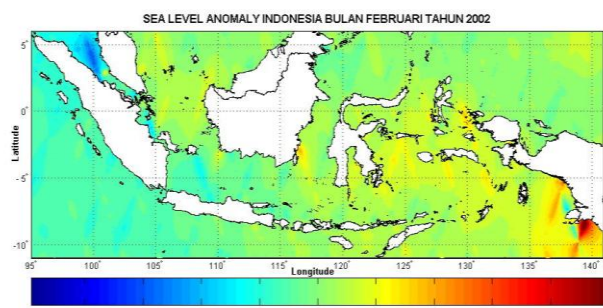 SEA LEVEL ANOMALY INDONESIA BULAN FEBRUARI TAHUN 2002
5°
0°
-5°
-10°
Latitude
95° 100° 105° 110° 115° 120° 125° 130° 135° 140°
Longitude